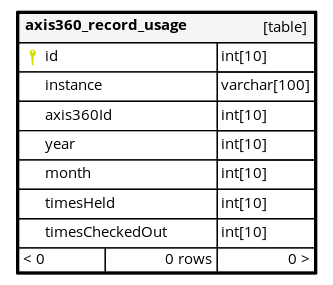 axis360_record_usage [table]
id int[10]
instance varchar[100]
axis360Id int[10]
year int[10]
month int[10]
timesHeld int[10]
timesCheckedOut int[10]
< 0 0 rows 0 >